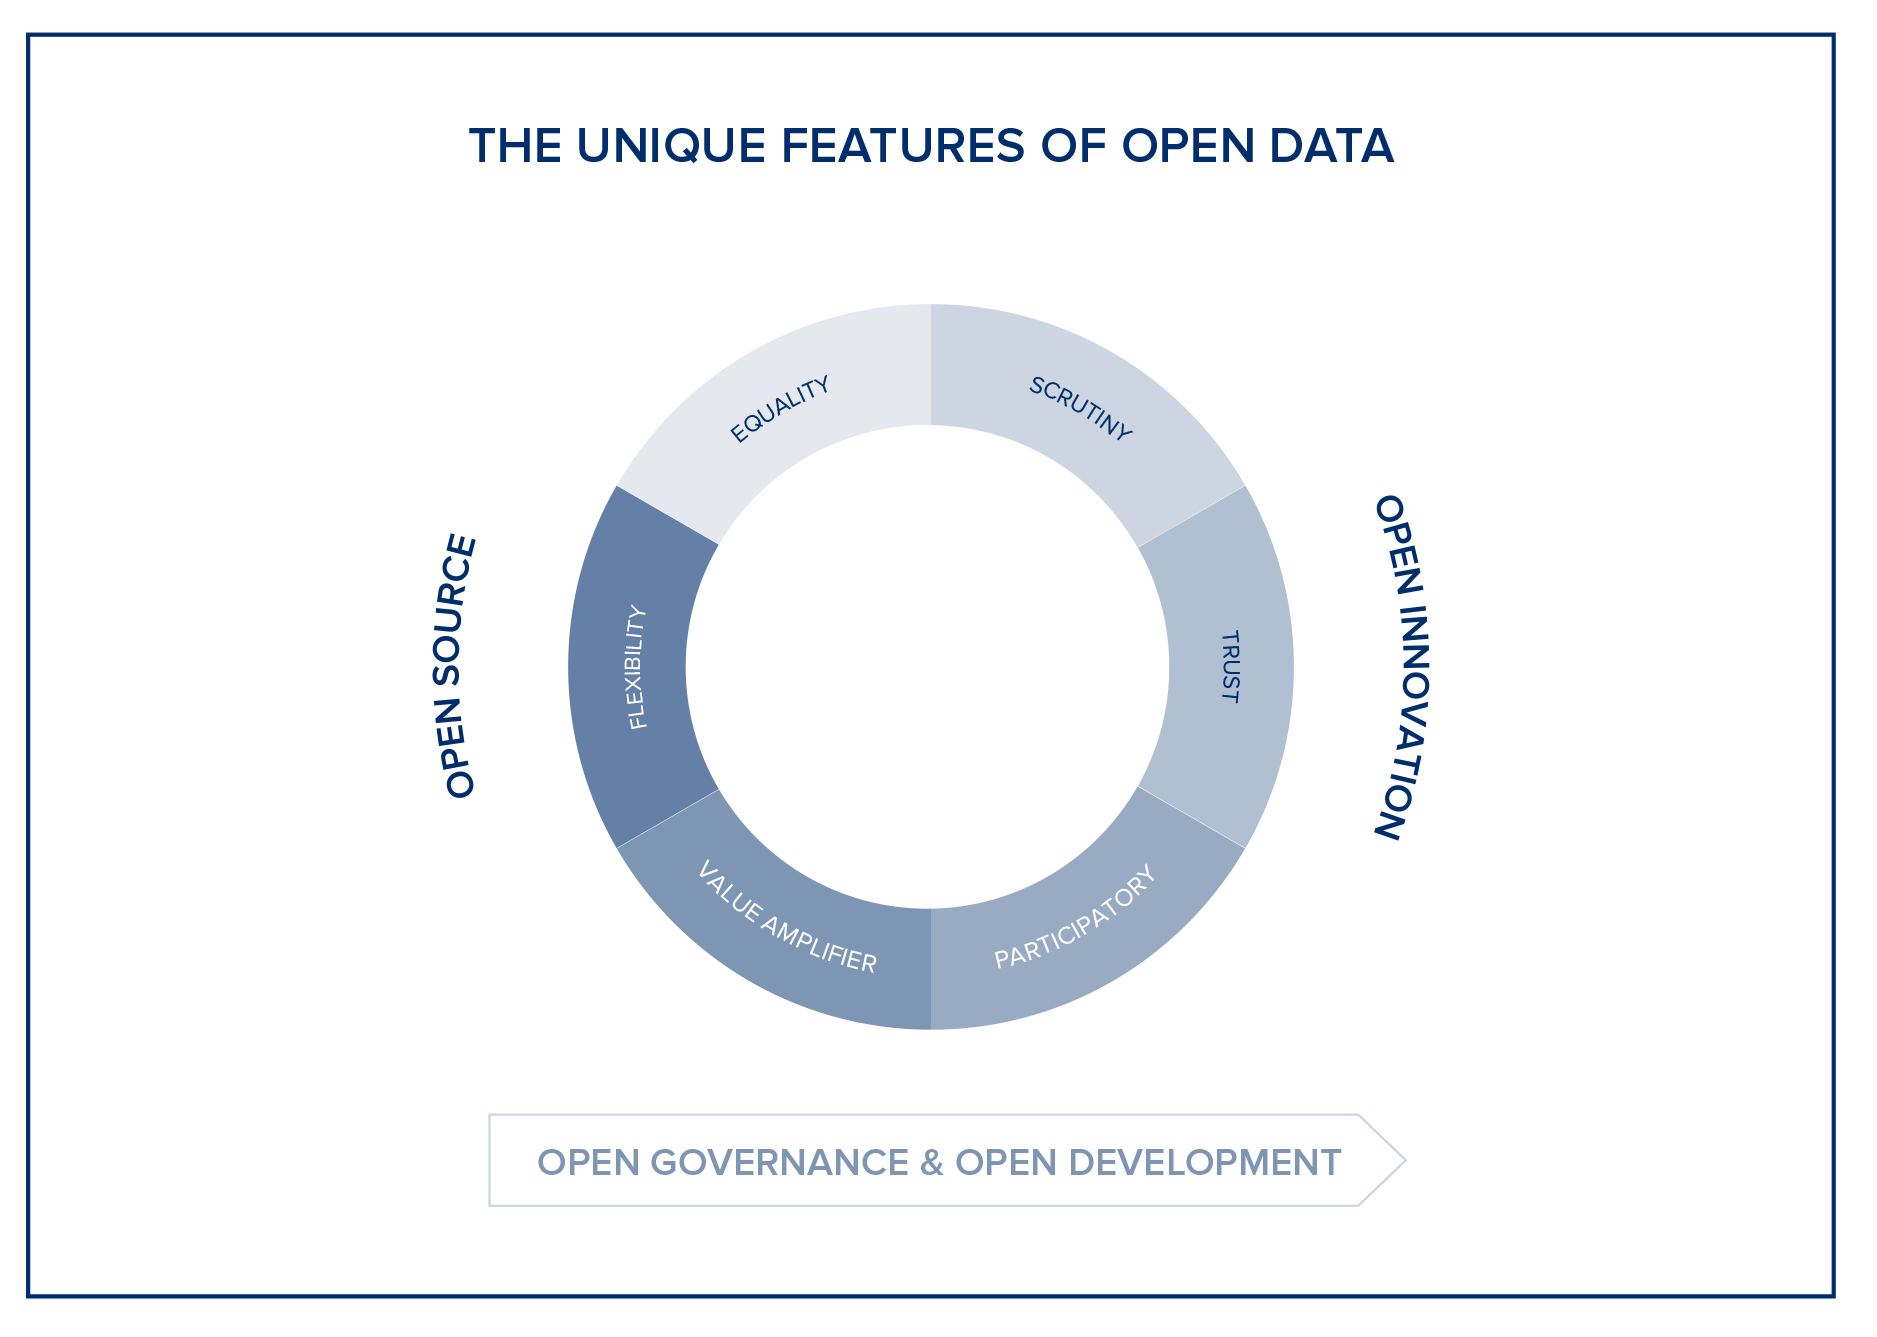 THE UNIQUE FEATURES OF OPEN DATA
EQUALITY
SCRUTINY
TRUST
PARTICIPATORY
VALUE AMPLIFIER
FLEXIBILITY
OPEN SOURCE
OPEN INNOVATION
OPEN GOVERNANCE & OPEN DEVELOPMENT